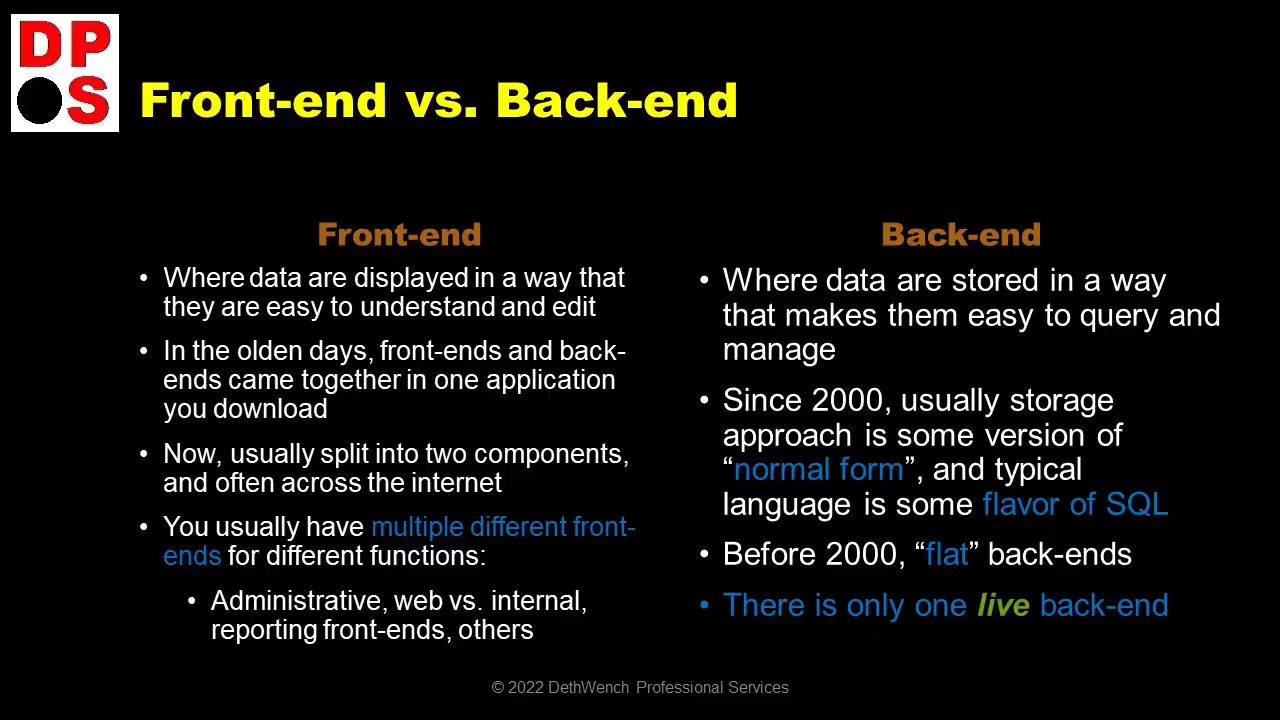 DP
S
Front-end vs. Back-end
Front-end
• Where data are displayed in a way that
they are easy to understand and edit
• In the olden days, front-ends and back-
ends came together in one application
you download
• Now, usually split into two components,
and often across the internet
• You usually have multiple different front-
ends for different functions:
• Administrative, web vs. internal,
reporting front-ends, others
Back-end
• Where data are stored in a way
that makes them easy to query and
manage
• Since 2000, usually storage
approach is some version of
“normal form”, and typical
language is some flavor of SQL
• Before 2000, “flat” back-ends
• There is only one live back-end
© 2022 DethWench Professional Services